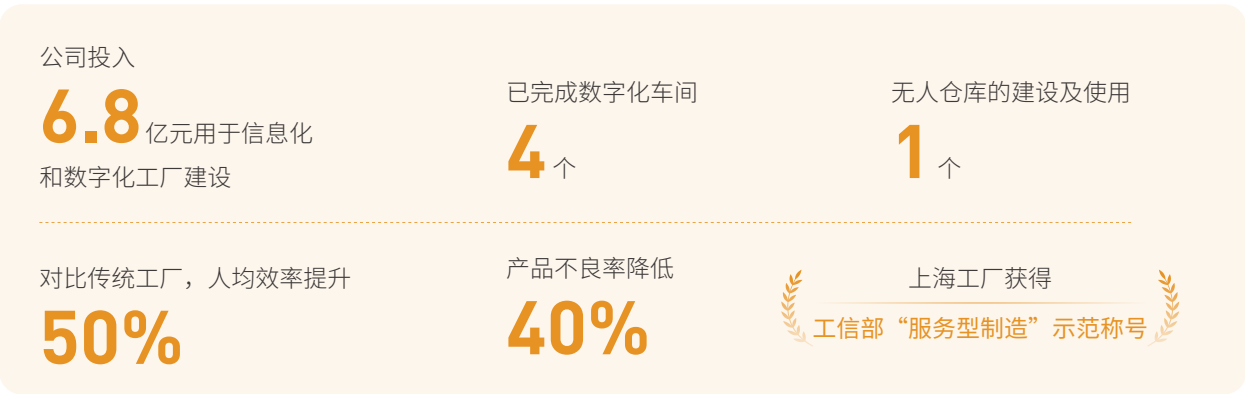 公司投入
6.8亿元用于信息化
和数字化工厂建设
已完成数字化车间
4个
无人仓库的建设及使用
1个
对比传统工厂，人均效率提升
50%
产品不良率降低
40%
上海工厂获得
工信部“服务型制造”示范称号